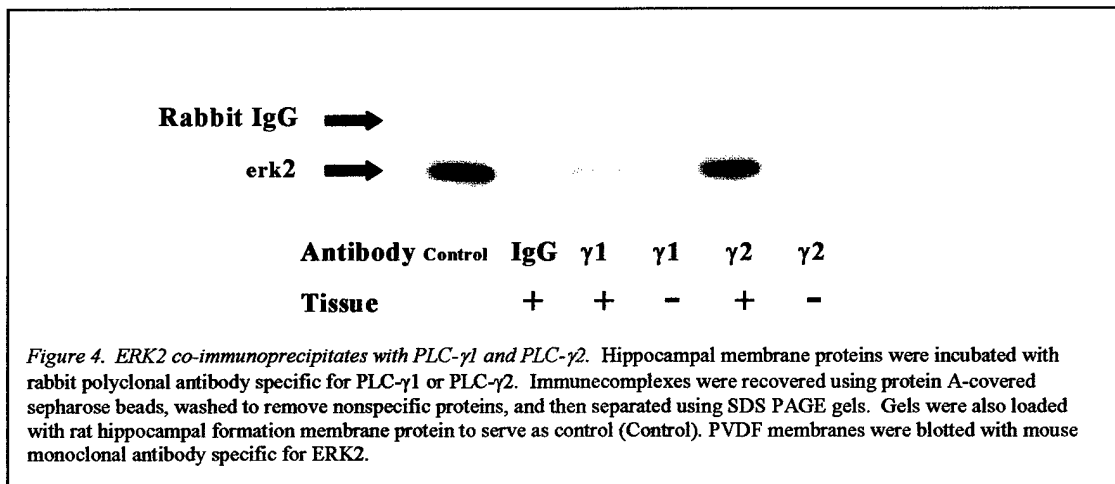 Rabbit IgG
erk2
Antibody Control IgG γ1 γ1 γ2 γ2
Tissue + + - + -
Figure 4. ERK2 co-immunoprecipitates with PLC-γ1 and PLC-γ2. Hippocampal membrane proteins were incubated with
rabbit polyclonal antibody specific for PLC-γ1 or PLC-γ2. Immunecomplexes were recovered using protein A-covered
sepharose beads, washed to remove nonspecific proteins, and then separated using SDS PAGE gels. Gels were also loaded
with rat hippocampal formation membrane protein to serve as control (Control). PVDF membranes were blotted with mouse
monoclonal antibody specific for ERK2.